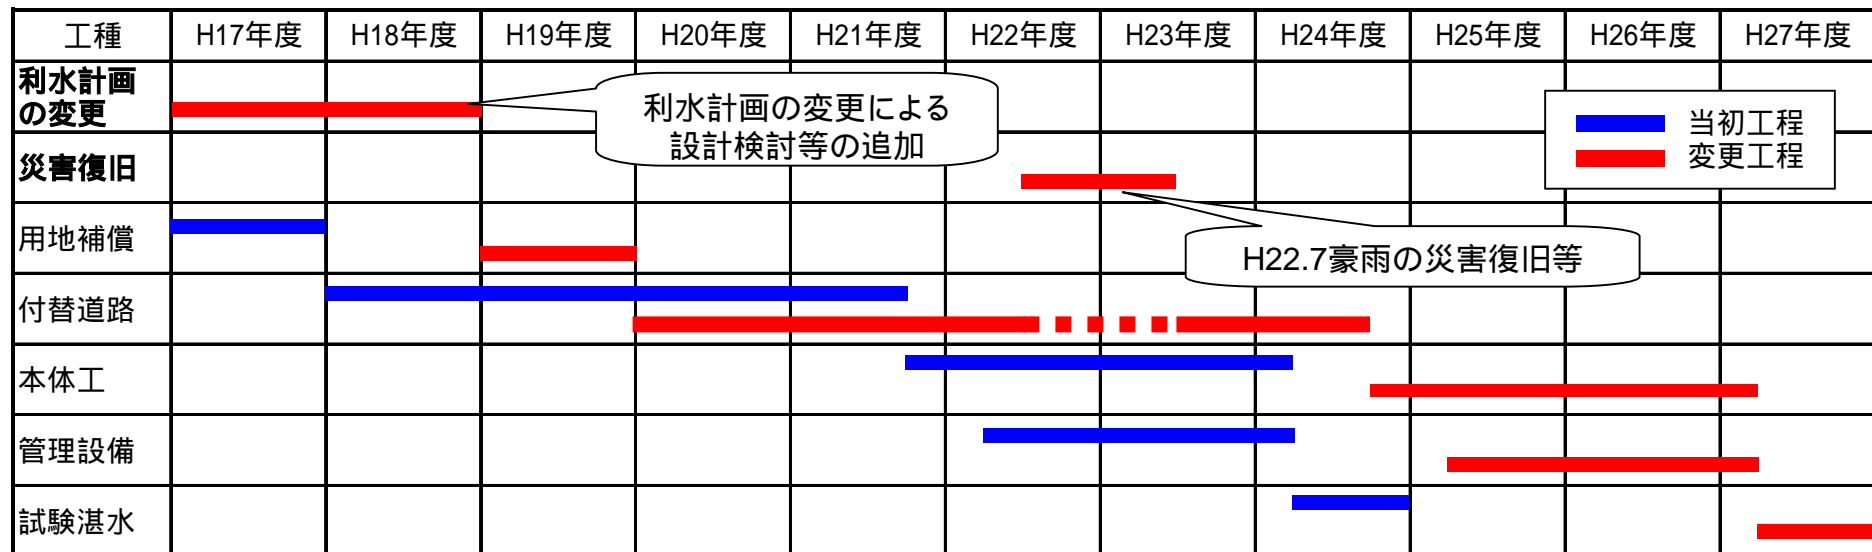 工種 H17年度 H18年度 H19年度 H20年度 H21年度 H22年度 H23年度 H24年度 H25年度 H26年度 H27年度
利水計画
の変更
利水計画の変更による
設計検討等の追加
当初工程
変更工程
災害復旧
用地補償
H22.7豪雨の災害復旧等
付替道路
本体工
管理設備
試験湛水